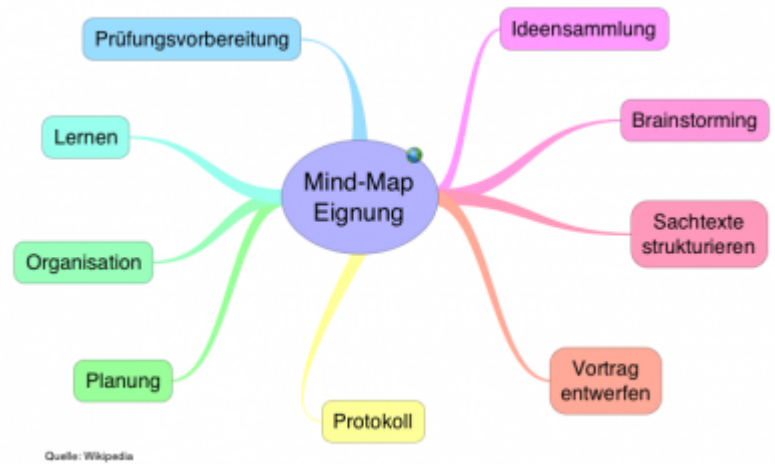 Prüfungsvorbereitung
Ideensammlung
Lernen
Brainstorming
Mind-Map
Eignung
Sachtexte
strukturieren
Organisation
Planung
Vortrag
entwerfen
Protokoll
Quelle: Wikipedia